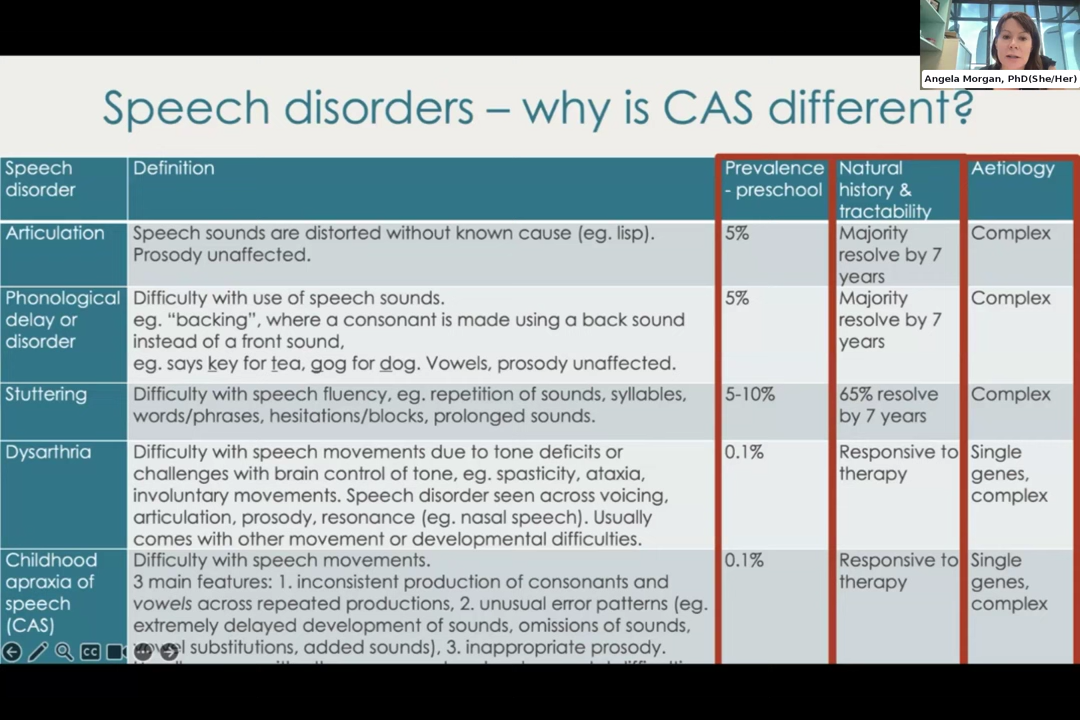 Angela Morgan, PhD(She/Her)
Speech disorders – why is CAS different?
Speech
disorder
Definition
Prevalence
- preschool
Natural
history &
tractability
Aetiology
Articulation
Speech sounds are distorted without known cause (eg. lisp).
Prosody unaffected.
5%
Majority
resolve by 7
years
Complex
Phonological
delay or
disorder
Difficulty with use of speech sounds.
eg. “backing”, where a consonant is made using a back sound
instead of a front sound,
eg. says key for tea, gog for dog. Vowels, prosody unaffected.
5%
Majority
resolve by 7
years
Complex
Stuttering
Difficulty with speech fluency, eg. repetition of sounds, syllables,
words/phrases, hesitations/blocks, prolonged sounds.
5-10%
65% resolve
by 7 years
Complex
Dysarthria
Difficulty with speech movements due to tone deficits or
challenges with brain control of tone, eg. spasticity, ataxia,
involuntary movements. Speech disorder seen across voicing,
articulation, prosody, resonance (eg. nasal speech). Usually
comes with other movement or developmental difficulties.
0.1%
Responsive to
therapy
Single
genes,
complex
Childhood
apraxia of
speech
(CAS)
Difficulty with speech movements.
3 main features: 1. inconsistent production of consonants and
vowels across repeated productions, 2. unusual error patterns (eg.
extremely delayed development of sounds, omissions of sounds,
vowel substitutions, added sounds), 3. inappropriate prosody.
0.1%
Responsive to
therapy
Single
genes,
complex
CC